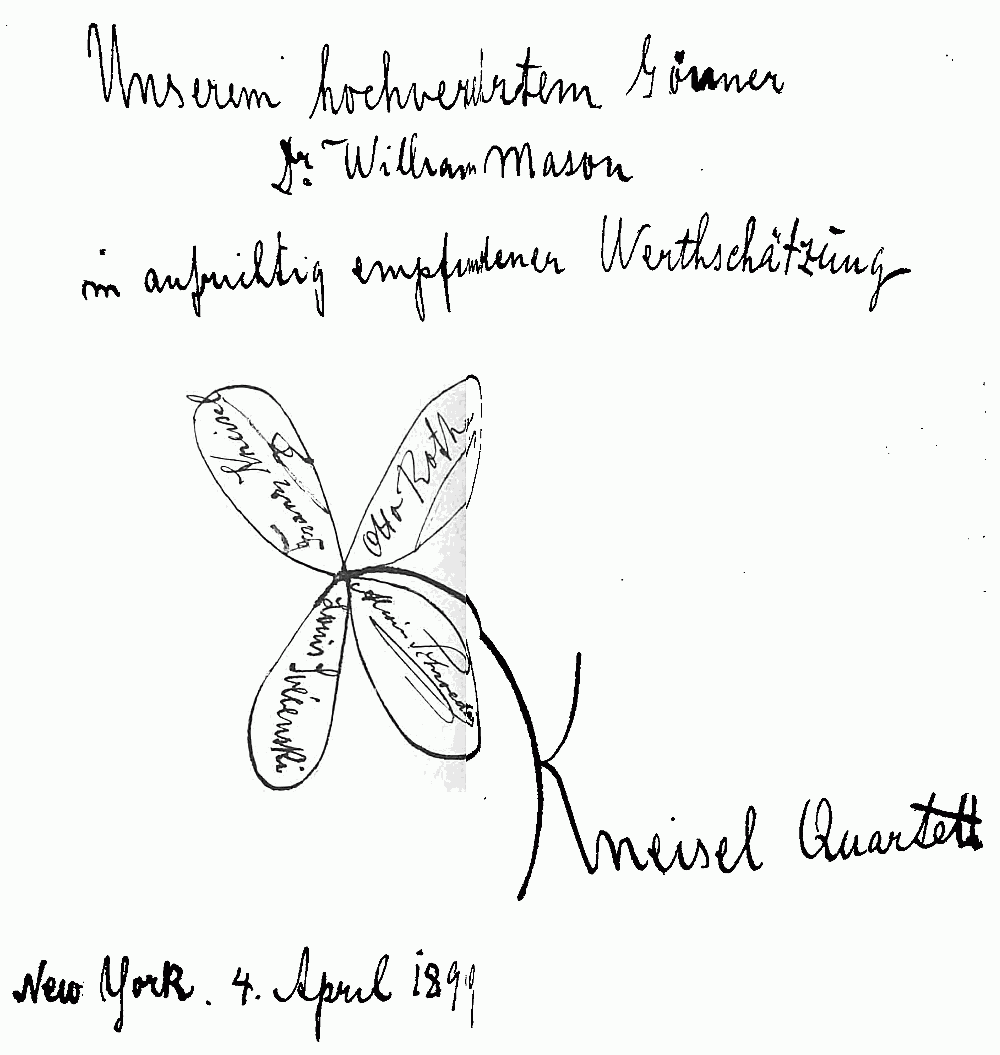 Unserem hochverehrtem Gönner
Dr. William Mason
in aufrichtig empfundener Werthschätzung
Franz Kneisel
Otto Roth
Louis Svećenski
Alwin Schroeder
Kneisel Quartett
New York. 4. April 1899